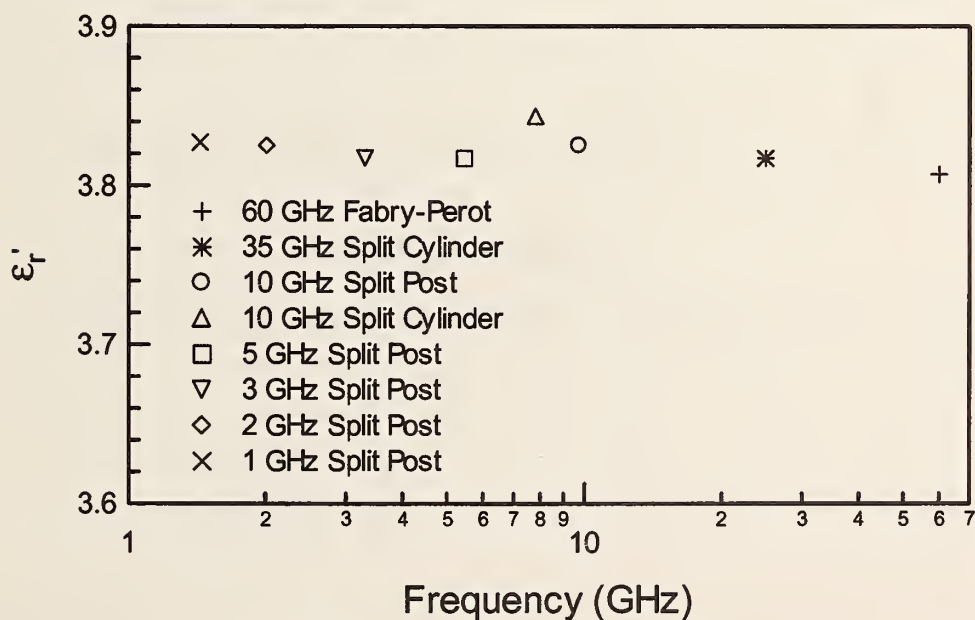 3.9
3.8
3.7
3.6
εr'
+ 60 GHz Fabry-Perot
✳ 35 GHz Split Cylinder
○ 10 GHz Split Post
△ 10 GHz Split Cylinder
□ 5 GHz Split Post
▽ 3 GHz Split Post
◇ 2 GHz Split Post
× 1 GHz Split Post
2 3 4 5 6 7 8 9 2 3 4 5 6 7
1 10
Frequency (GHz)